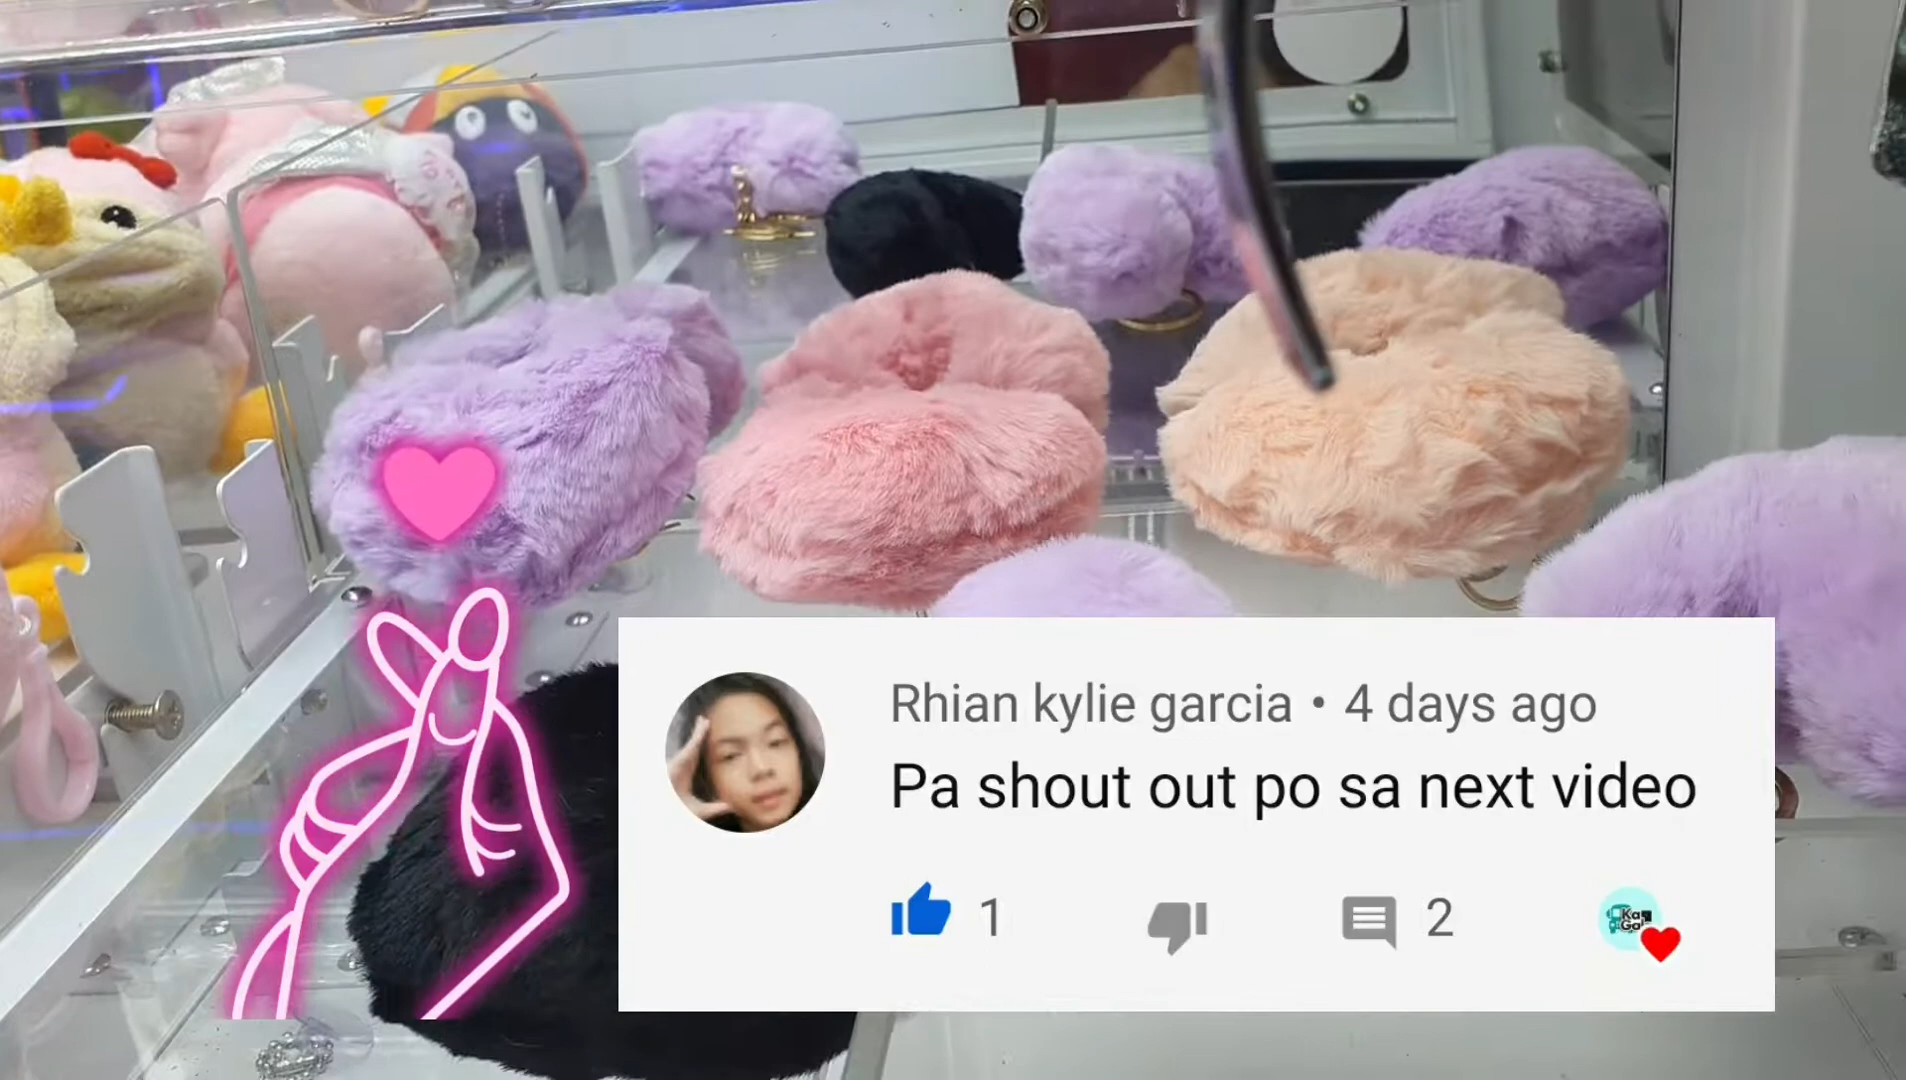 Rhian kylie garcia • 4 days ago
Pa shout out po sa next video
1
2